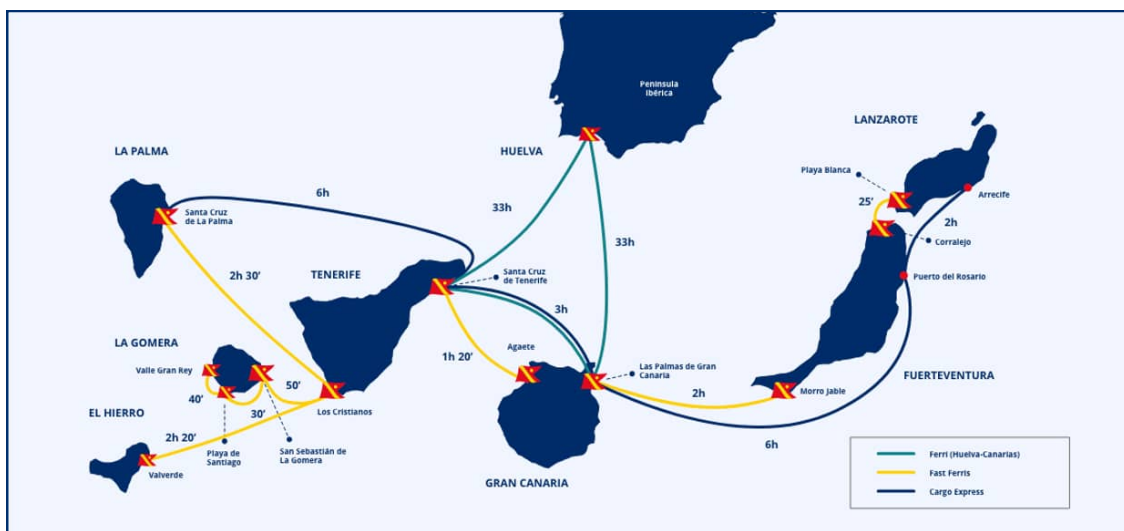 Península
Ibérica
LANZAROTE
LA PALMA
HUELVA
Playa Blanca
6h
25’
Arrecife
Santa Cruz
de La Palma
33h
2h
33h
Corralejo
2h 30’
TENERIFE
Santa Cruz
de Tenerife
Puerto del Rosario
3h
LA GOMERA
1h 20’
Agaete
Valle Gran Rey
Las Palmas de Gran
Canaria
FUERTEVENTURA
50’
2h
Morro Jable
40’
30’
Los Cristianos
EL HIERRO
2h 20’
6h
Playa de
Santiago
San Sebastián de
La Gomera
Ferri (Huelva-Canarias)
Valverde
Fast Ferris
GRAN CANARIA
Cargo Express